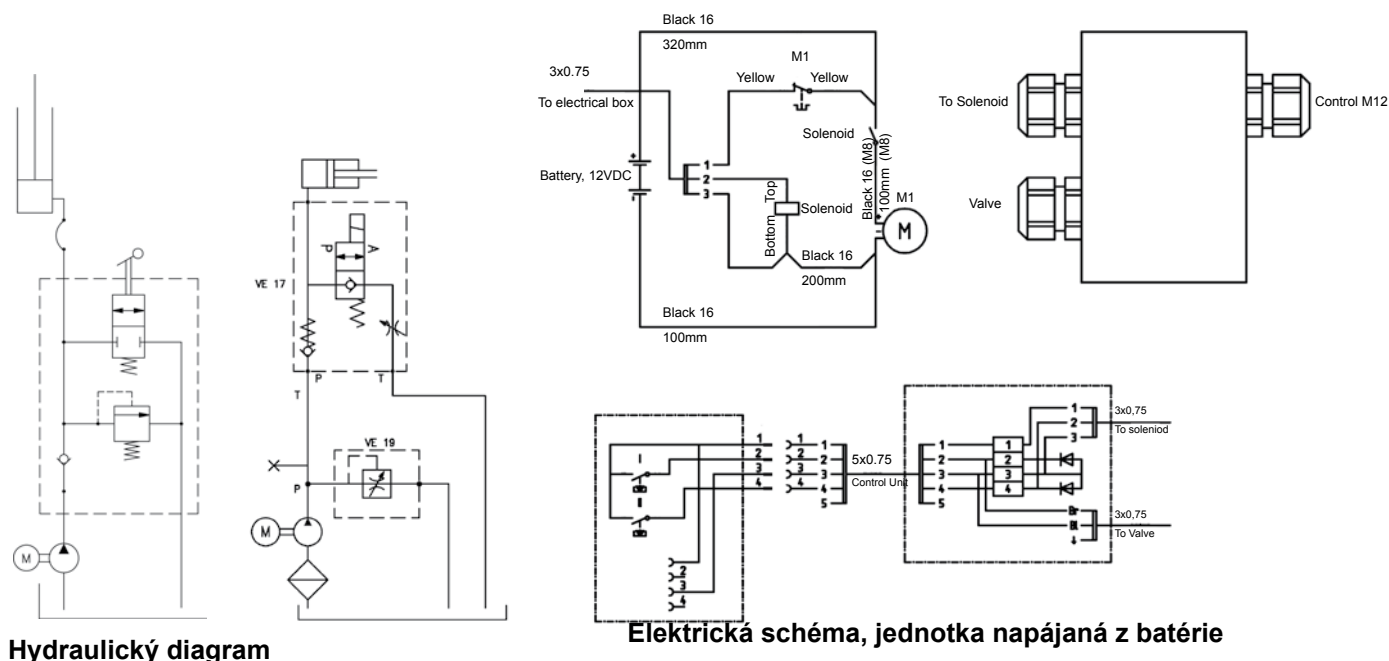 Black 16
320mm
3x0.75
To electrical box
M1
Yellow Yellow
Solenoid
Battery, 12VDC
1
2
3
Top
Bottom
Solenoid
Black 16 (M8)
100mm (M8)
M1
M
Black 16
200mm
Black 16
100mm
To Solenoid
Control M12
Valve
VE 17
P
A
P
T
T
VE 19
P
M
M
I
II
1
2
3
4
2
3
4
1
2
3
4
1
2
3
4
5
5x0.75
Control Unit
1
2
3
4
5
1
2
3
4
1
2
3
3x0,75
To soleniod
Br
Bl
3x0,75
To Valve
Hydraulický diagram
Elektrická schéma, jednotka napájaná z batérie